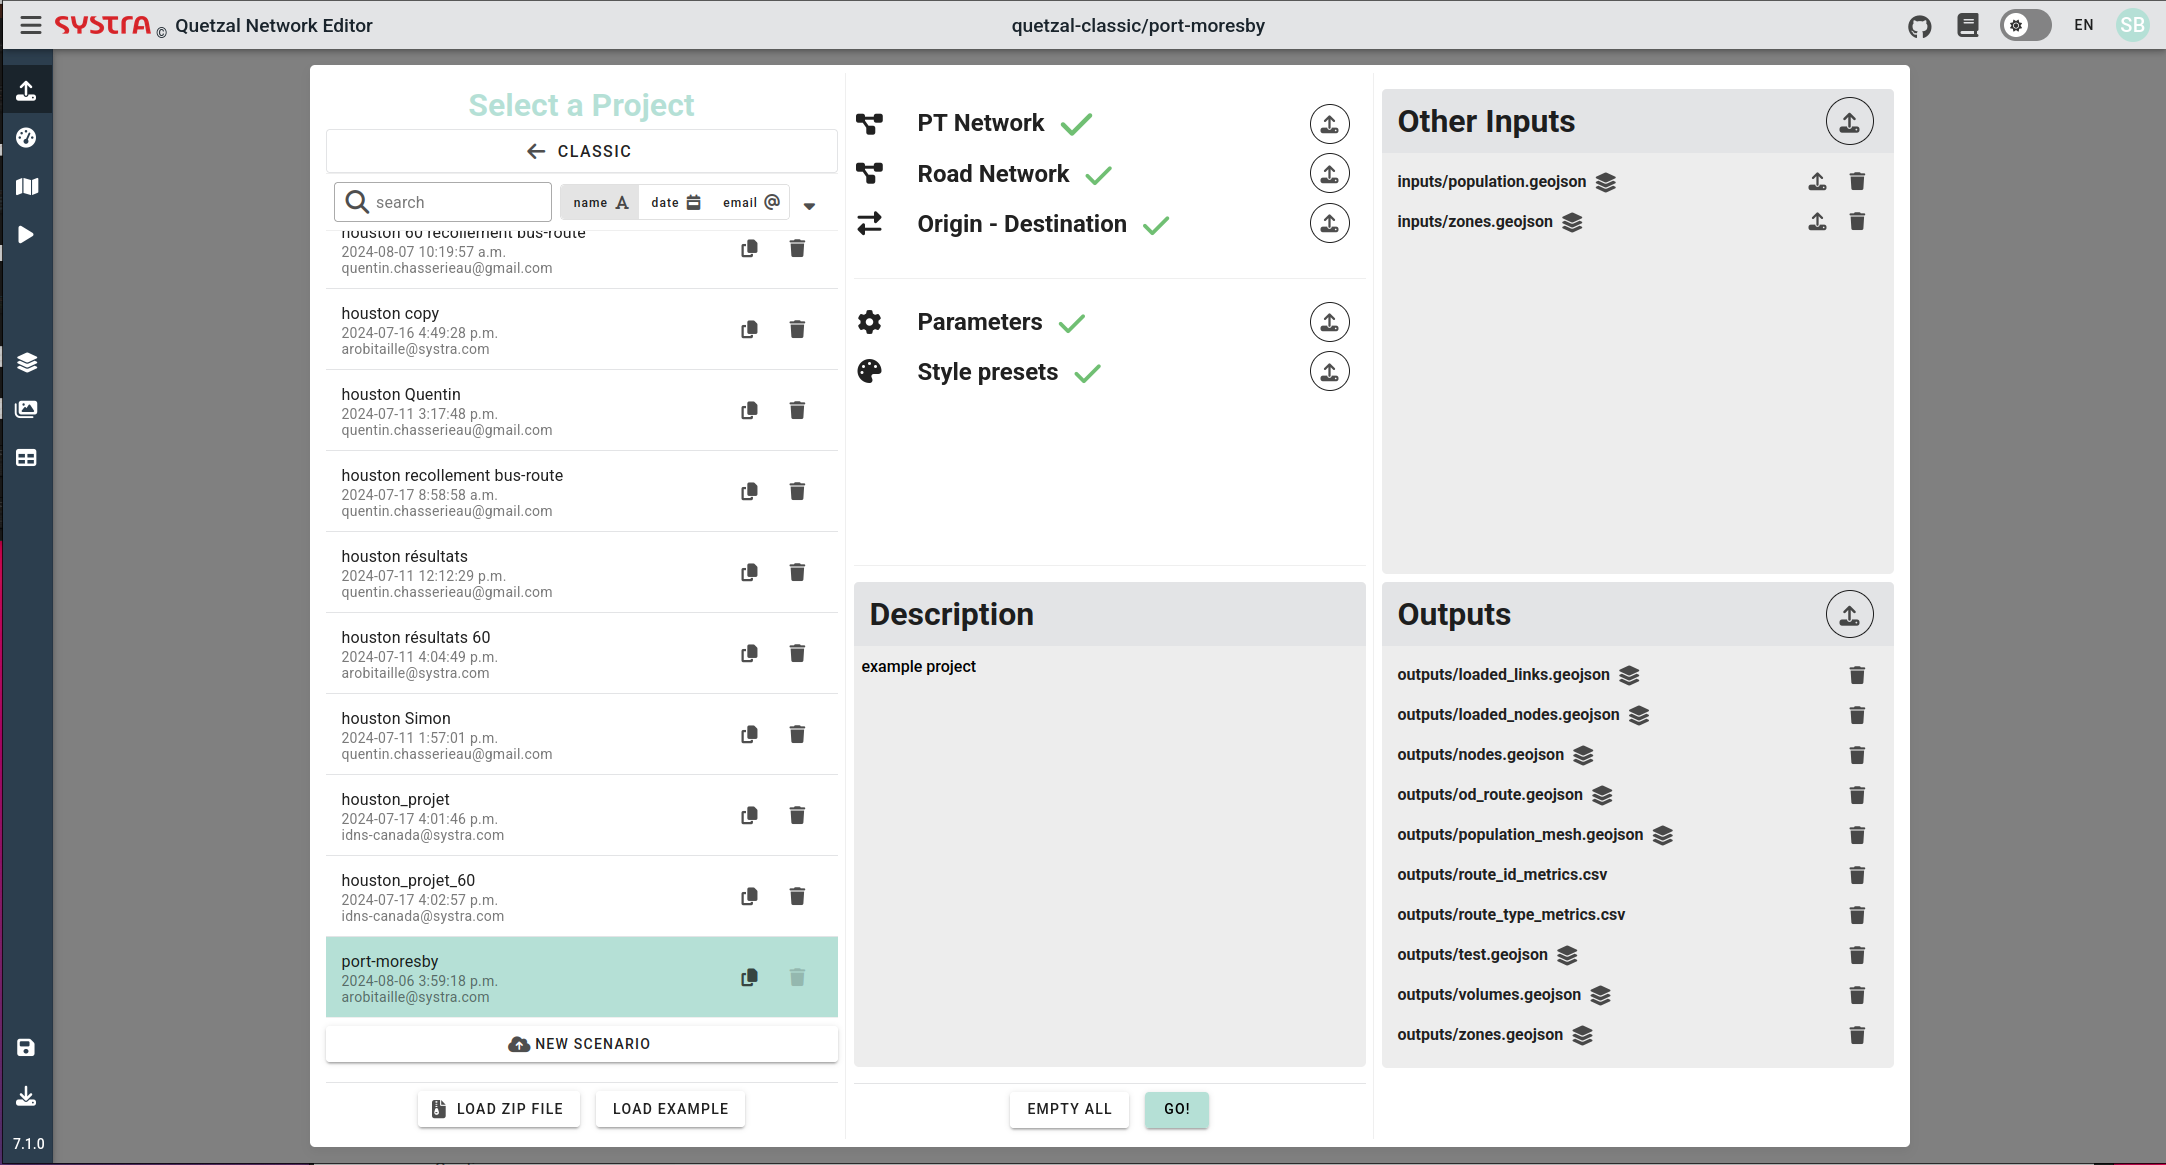 SYSTRA © Quetzal Network Editor
quetzal-classic/port-moresby
EN
SB
Select a Project
CLASSIC
search
name
date
email
houston 60 recollement bus-route
2024-08-07 10:19:57 a.m.
quentin.chasserieau@gmail.com
houston copy
2024-07-16 4:49:28 p.m.
arobitaille@systra.com
houston Quentin
2024-07-11 3:17:48 p.m.
quentin.chasserieau@gmail.com
houston recollement bus-route
2024-07-17 8:58:58 a.m.
quentin.chasserieau@gmail.com
houston résultats
2024-07-11 12:12:29 p.m.
quentin.chasserieau@gmail.com
houston résultats 60
2024-07-11 4:04:49 p.m.
arobitaille@systra.com
houston Simon
2024-07-11 1:57:01 p.m.
quentin.chasserieau@gmail.com
houston_projet
2024-07-17 4:01:46 p.m.
idns-canada@systra.com
houston_projet_60
2024-07-17 4:02:57 p.m.
idns-canada@systra.com
port-moresby
2024-08-06 3:59:18 p.m.
arobitaille@systra.com
NEW SCENARIO
LOAD ZIP FILE
LOAD EXAMPLE
PT Network
Road Network
Origin - Destination
Parameters
Style presets
Description
example project
EMPTY ALL
GO!
Other Inputs
inputs/population.geojson
inputs/zones.geojson
Outputs
outputs/loaded_links.geojson
outputs/loaded_nodes.geojson
outputs/nodes.geojson
outputs/od_route.geojson
outputs/population_mesh.geojson
outputs/route_id_metrics.csv
outputs/route_type_metrics.csv
outputs/test.geojson
outputs/volumes.geojson
outputs/zones.geojson
7.1.0